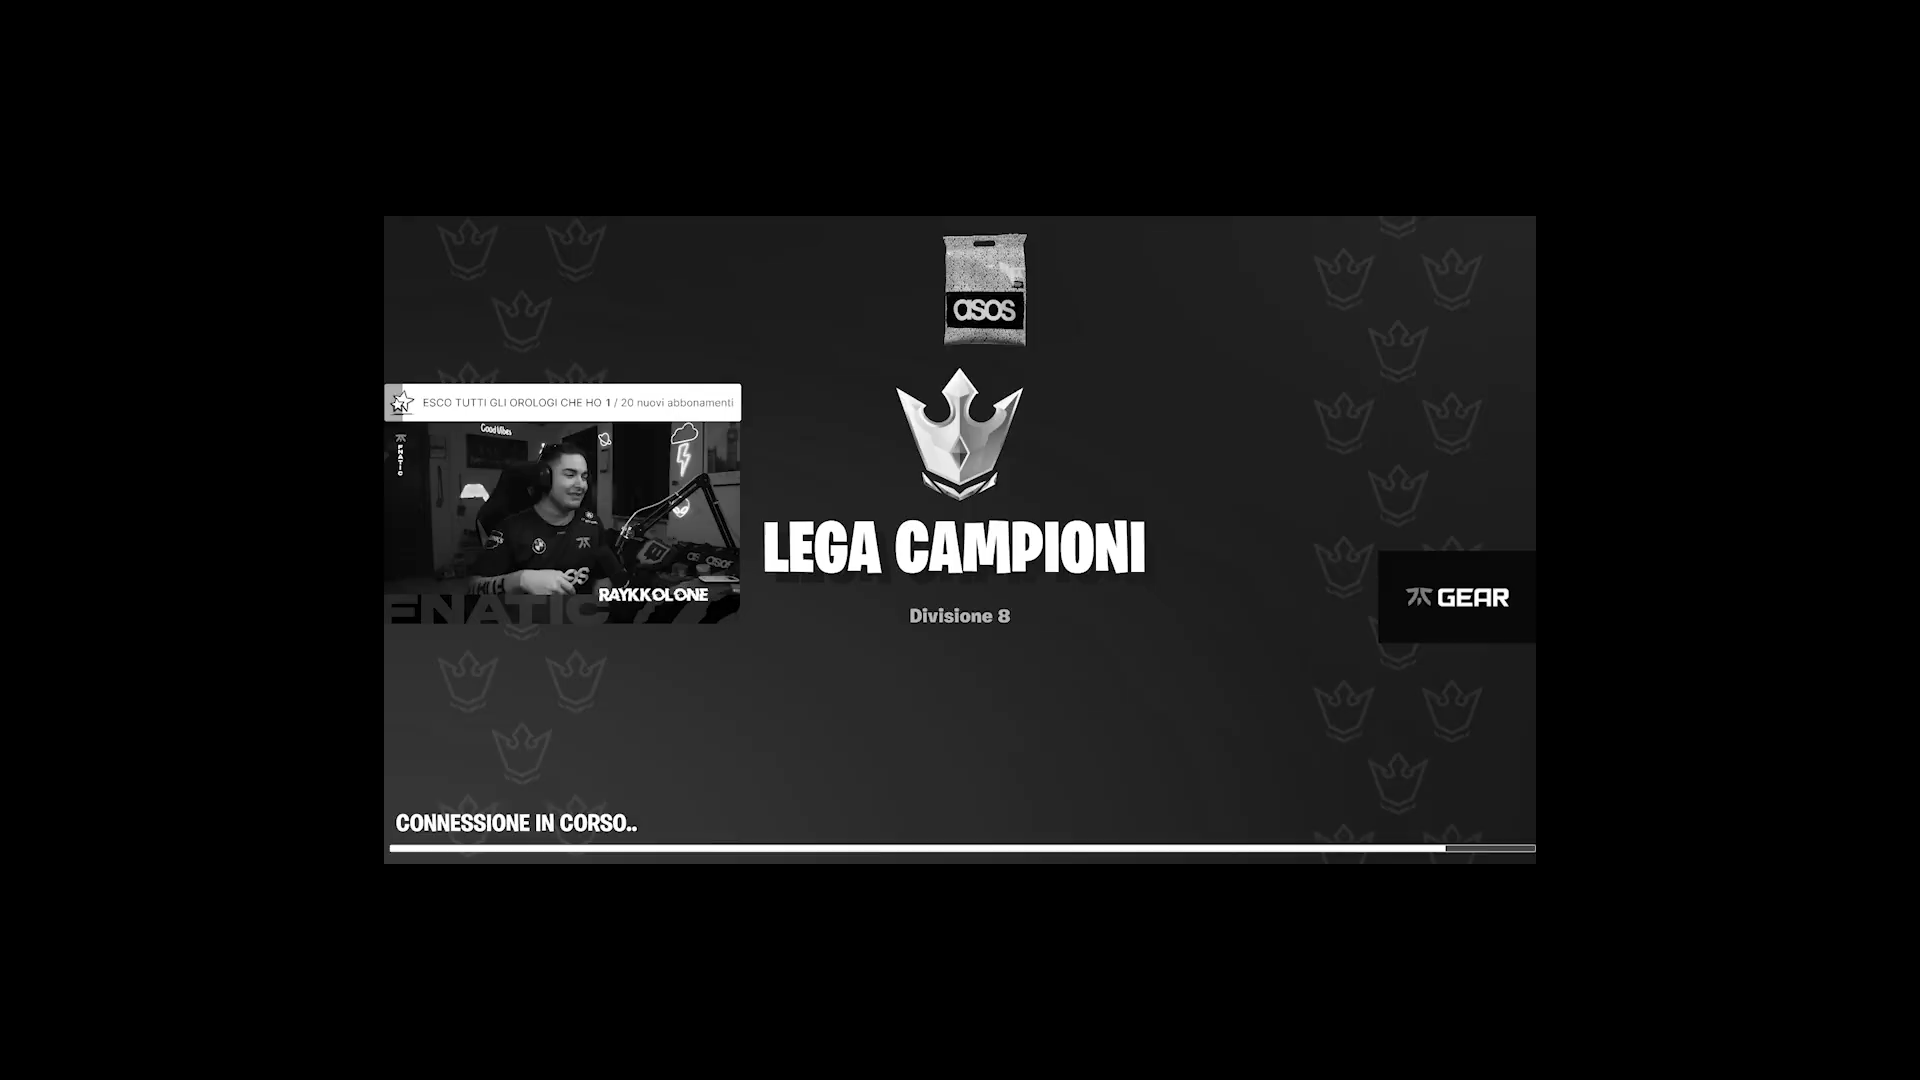 asos
ESCO TUTTI GLI OROLOGI CHE HO 1 / 20 nuovi abbonamenti
Good Vibes
FNATIC
LEGA CAMPIONI
RAYKKOLONE
FNATIC
GEAR
Divisione 8
CONNESSIONE IN CORSO..